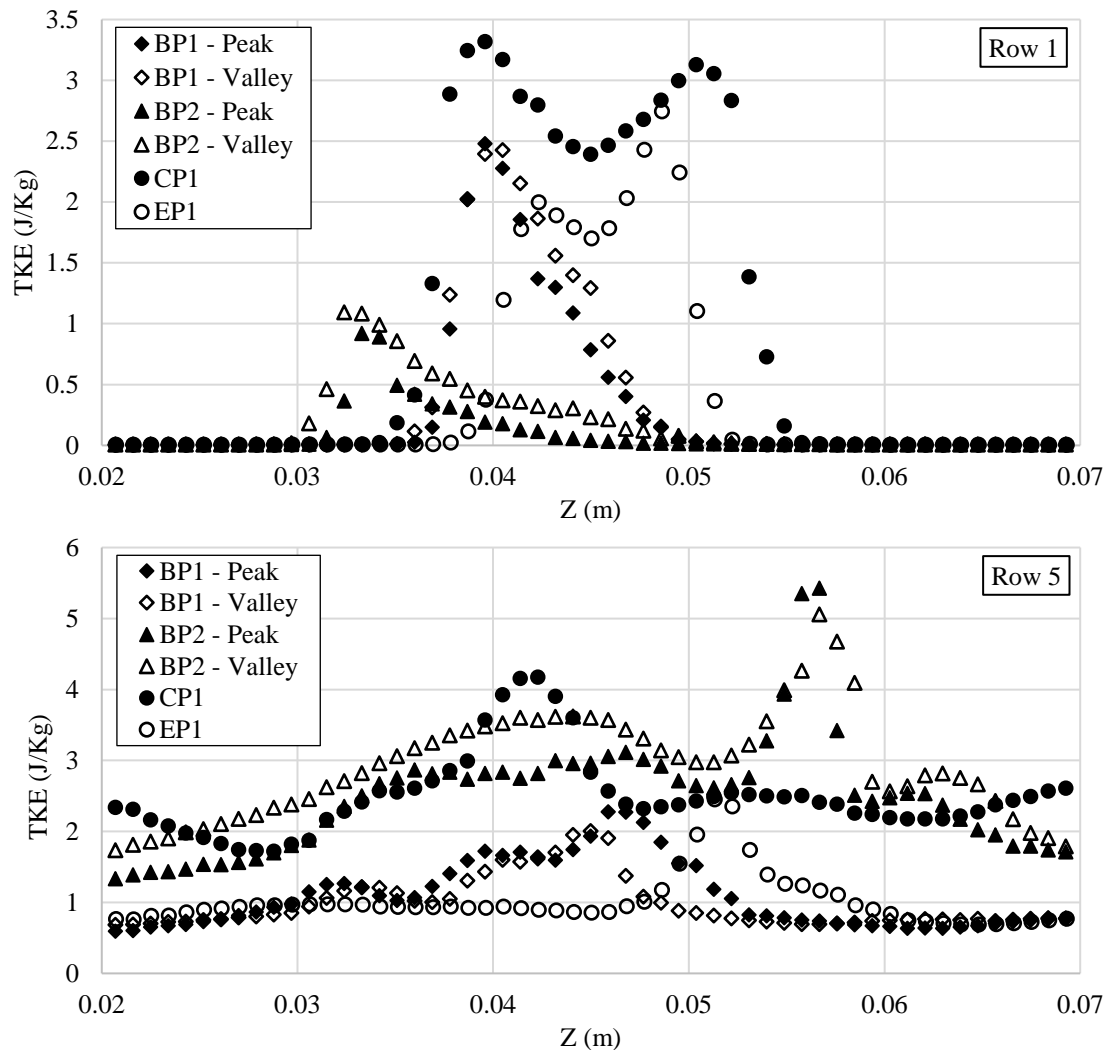 3.5
3
2.5
2
1.5
1
0.5
0
TKE (J/Kg)
BP1 - Peak
BP1 - Valley
BP2 - Peak
BP2 - Valley
CP1
EP1
Row 1
0.02 0.03 0.04 0.05 0.06 0.07
Z (m)
6
5
4
3
2
1
0
TKE (J/Kg)
BP1 - Peak
BP1 - Valley
BP2 - Peak
BP2 - Valley
CP1
EP1
Row 5
0.02 0.03 0.04 0.05 0.06 0.07
Z (m)